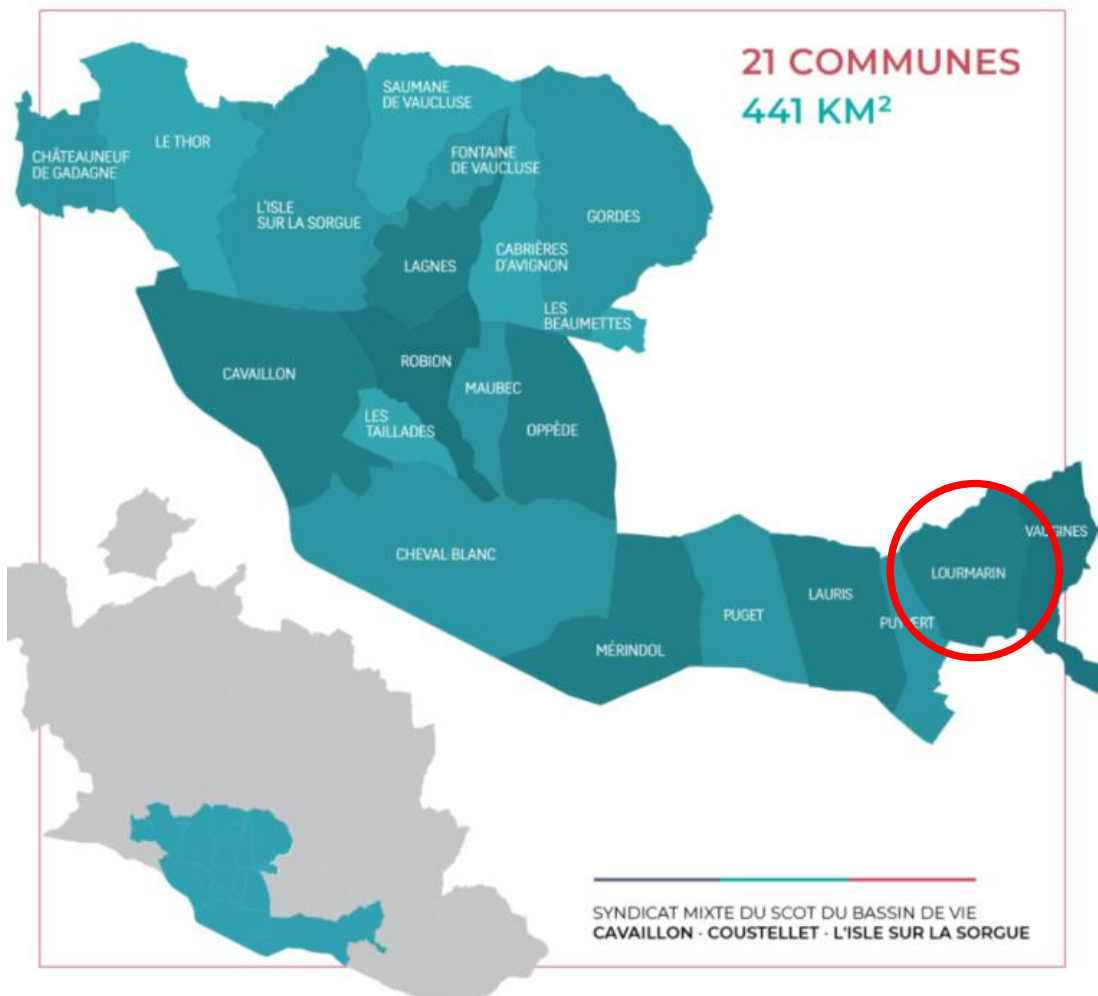 21 COMMUNES
441 KM²
SAUMANE
DE VAUCLUSE
LE THOR
CHÂTEAUNEUF
DE GADAGNE
FONTAINE
DE VAUCLUSE
L'ISLE
SUR LA SORGUE
GORDES
LAGNES
CABRIÈRES
D'AVIGNON
LES
BEAUMETTES
CAVAILLON
ROBION
MAUBEC
LES
TAILLADES
OPPÈDE
CHEVAL BLANC
VAUGINES
LOURMARIN
LAURIS
PUGET
PUYVERT
MÉRINDOL
SYNDICAT MIXTE DU SCOT DU BASSIN DE VIE
CAVAILLON · COUSTELLET · L'ISLE SUR LA SORGUE